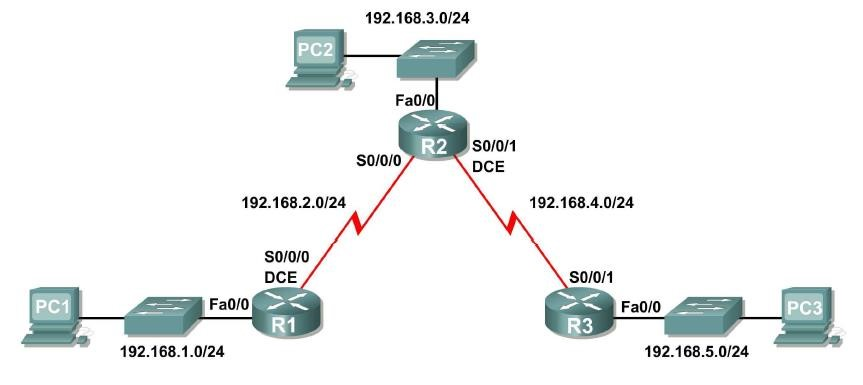 192.168.3.0/24
PC2
Fa0/0
R2
S0/0/0
S0/0/1
DCE
192.168.2.0/24
192.168.4.0/24
S0/0/0
DCE
S0/0/1
PC1
Fa0/0
R1
R3
Fa0/0
PC3
192.168.1.0/24
192.168.5.0/24